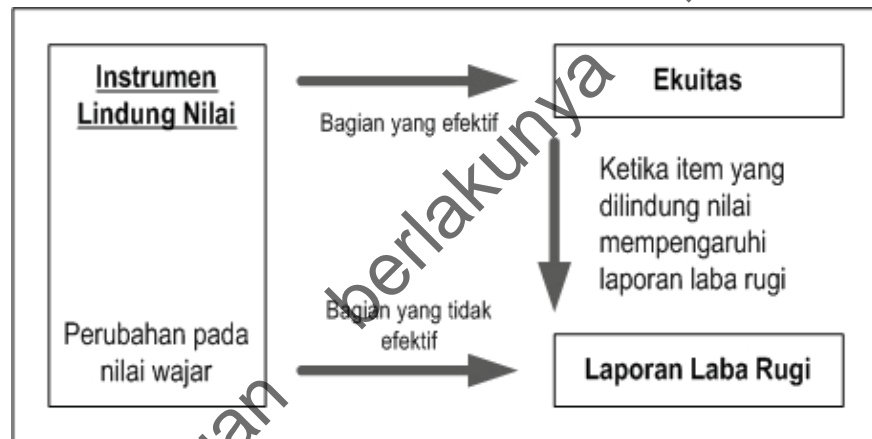 Instrumen
Lindung Nilai
Perubahan pada
nilai wajar
Bagian yang efektif
Bagian yang tidak
efektif
Ekuitas
Ketika item yang
dilindung nilai
mempengaruhi
laporan laba rugi
Laporan Laba Rugi
berlakunya